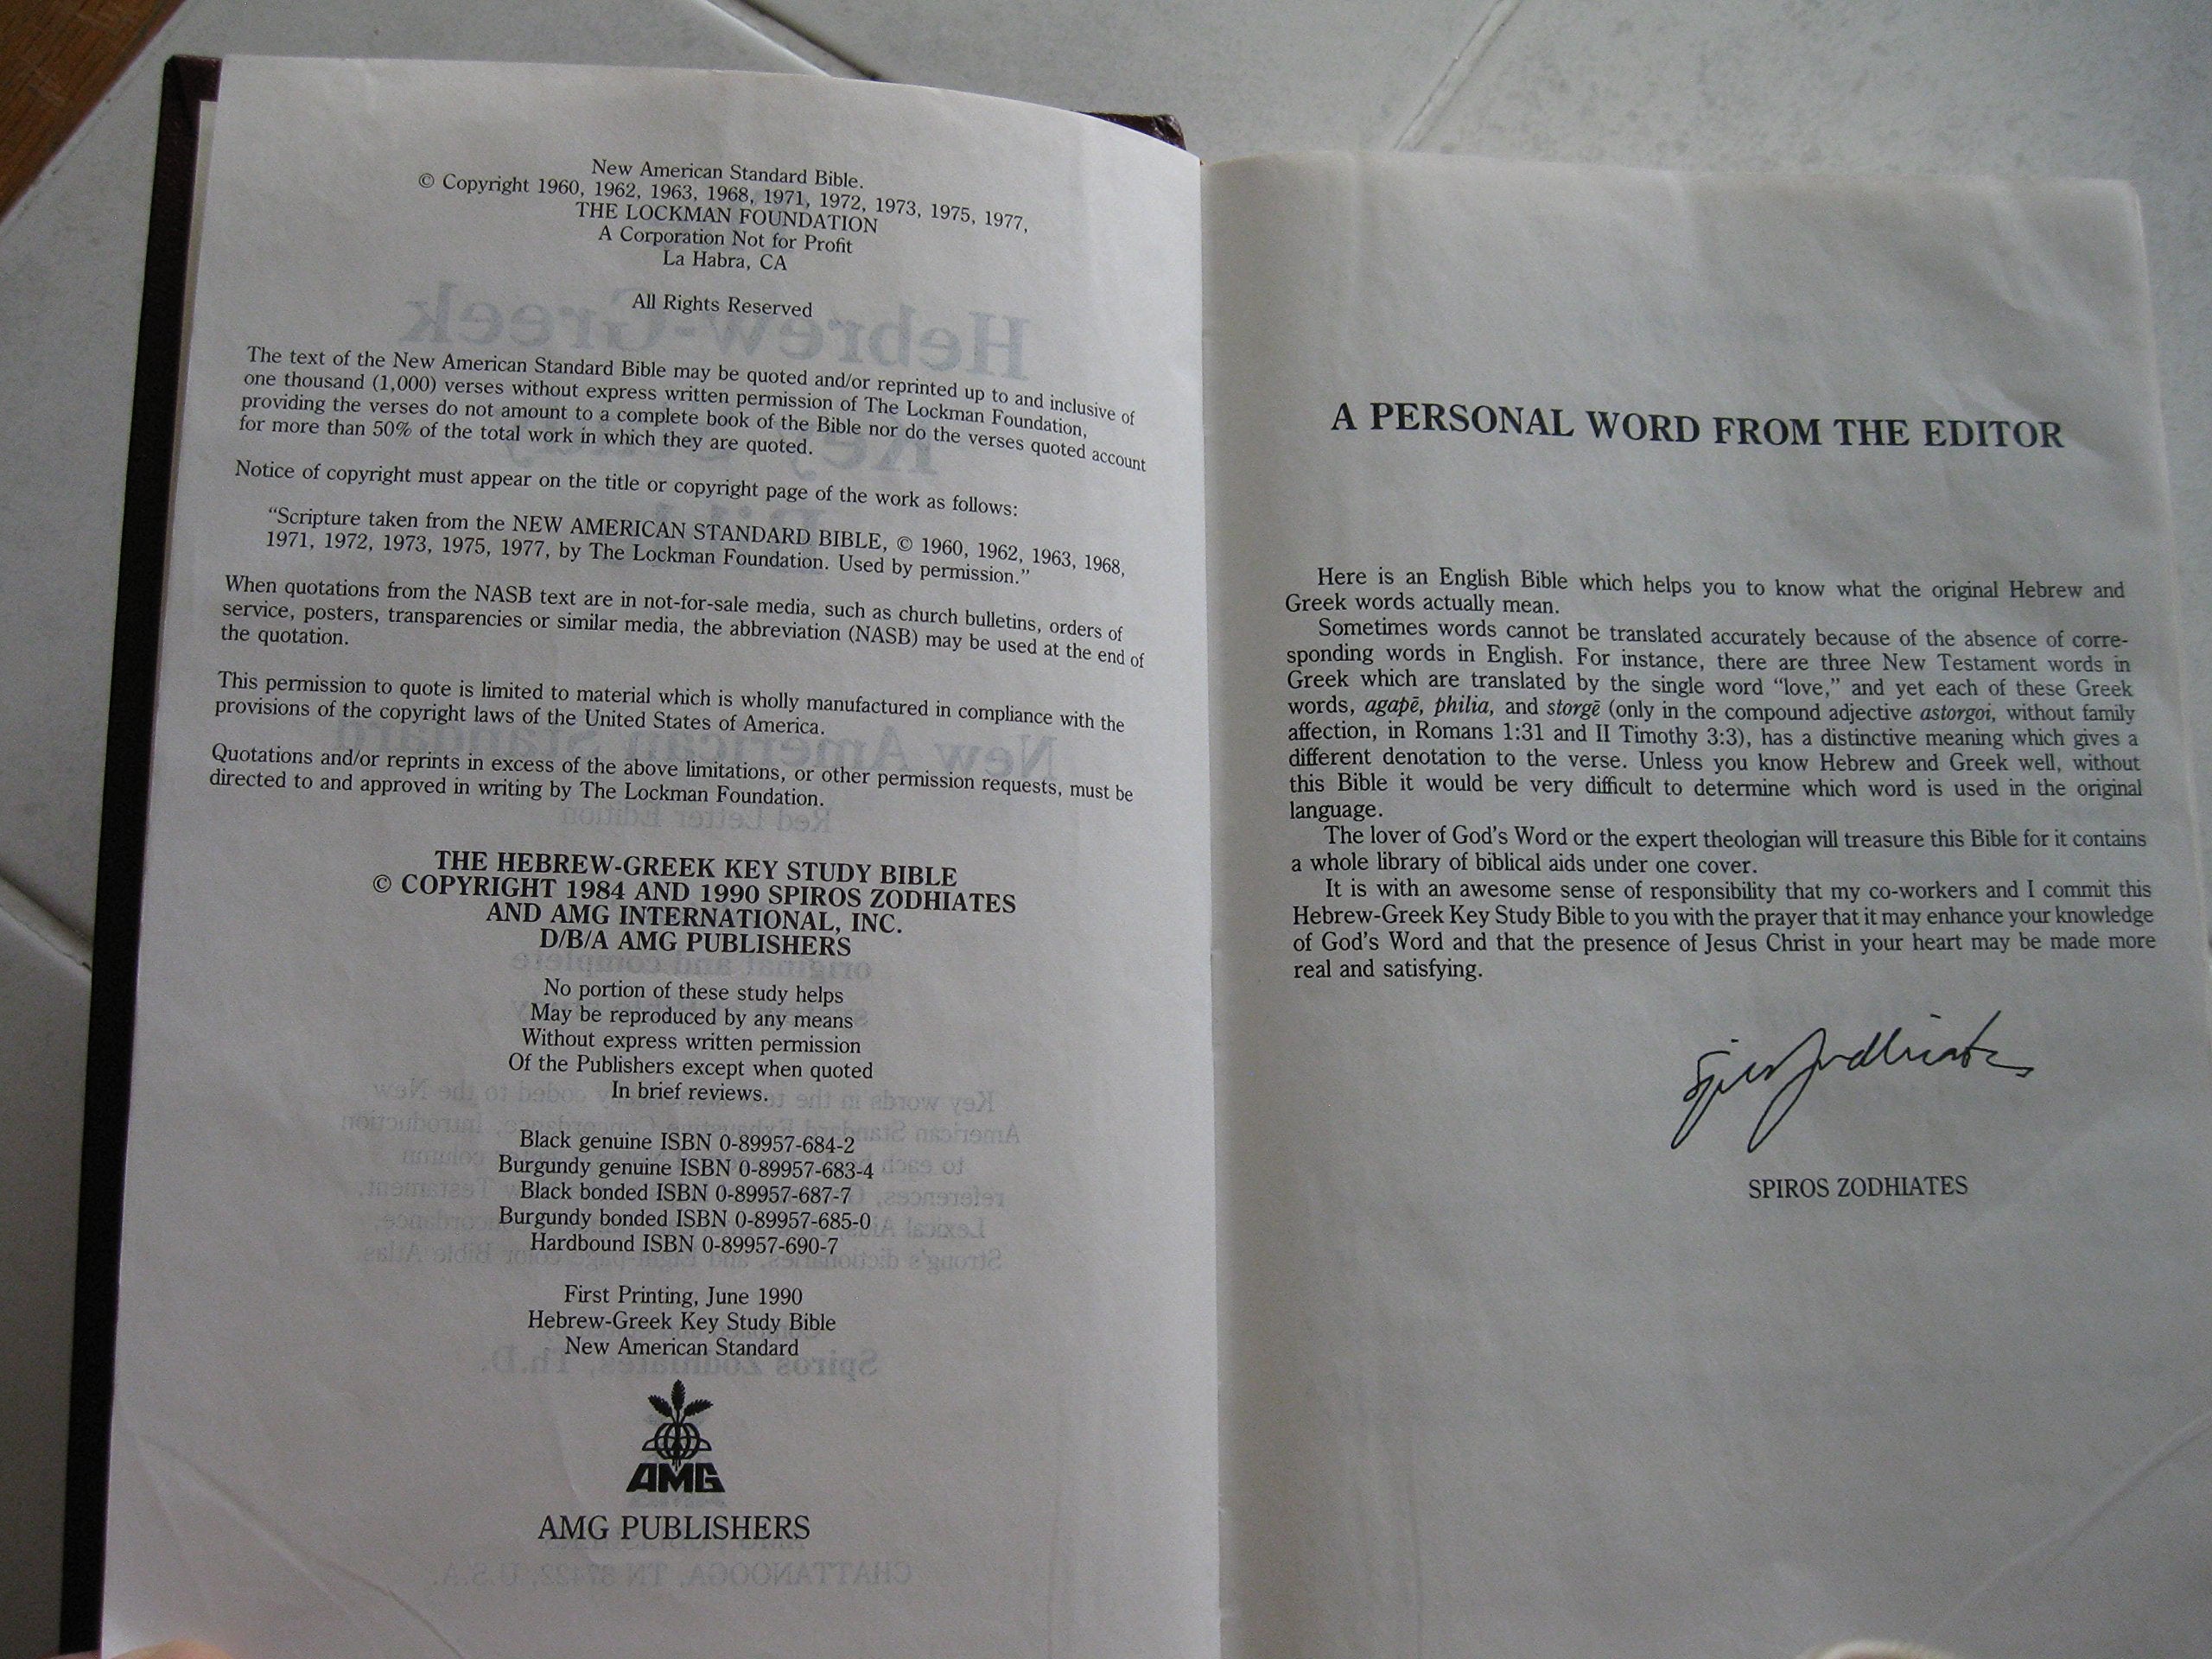 New American Standard Bible.
© Copyright 1960, 1962, 1963, 1968, 1971, 1972, 1973, 1975, 1977,
THE LOCKMAN FOUNDATION
A Corporation Not for Profit
La Habra, CA
All Rights Reserved
The text of the New American Standard Bible may be quoted and/or reprinted up to and inclusive of
one thousand (1,000) verses without express written permission of The Lockman Foundation,
providing the verses do not amount to a complete book of the Bible nor do the verses quoted account
for more than 50% of the total work in which they are quoted.
Notice of copyright must appear on the title or copyright page of the work as follows:
“Scripture taken from the NEW AMERICAN STANDARD BIBLE, © 1960, 1962, 1963, 1968,
1971, 1972, 1973, 1975, 1977, by The Lockman Foundation. Used by permission.”
When quotations from the NASB text are in not-for-sale media, such as church bulletins, orders of
service, posters, transparencies or similar media, the abbreviation (NASB) may be used at the end of
the quotation.
This permission to quote is limited to material which is wholly manufactured in compliance with the
provisions of the copyright laws of the United States of America.
Quotations and/or reprints in excess of the above limitations, or other permission requests, must be
directed to and approved in writing by The Lockman Foundation.
THE HEBREW-GREEK KEY STUDY BIBLE
© COPYRIGHT 1984 AND 1990 SPIROS ZODHIATES
AND AMG INTERNATIONAL, INC.
D/B/A AMG PUBLISHERS
No portion of these study helps
May be reproduced by any means
Without express written permission
Of the Publishers except when quoted
In brief reviews.
Black genuine ISBN 0-89957-684-2
Burgundy genuine ISBN 0-89957-683-4
Black bonded ISBN 0-89957-687-7
Burgundy bonded ISBN 0-89957-685-0
Hardbound ISBN 0-89957-690-7
First Printing, June 1990
Hebrew-Greek Key Study Bible
New American Standard
AMG
AMG PUBLISHERS
A PERSONAL WORD FROM THE EDITOR
Here is an English Bible which helps you to know what the original Hebrew and
Greek words actually mean.
Sometimes words cannot be translated accurately because of the absence of corre-
sponding words in English. For instance, there are three New Testament words in
Greek which are translated by the single word “love,” and yet each of these Greek
words, agapē, philia, and storgē (only in the compound adjective astorgoi, without family
affection, in Romans 1:31 and II Timothy 3:3), has a distinctive meaning which gives a
different denotation to the verse. Unless you know Hebrew and Greek well, without
this Bible it would be very difficult to determine which word is used in the original
language.
The lover of God’s Word or the expert theologian will treasure this Bible for it contains
a whole library of biblical aids under one cover.
It is with an awesome sense of responsibility that my co-workers and I commit this
Hebrew-Greek Key Study Bible to you with the prayer that it may enhance your knowledge
of God’s Word and that the presence of Jesus Christ in your heart may be made more
real and satisfying.
Spiros Zodhiates
SPIROS ZODHIATES